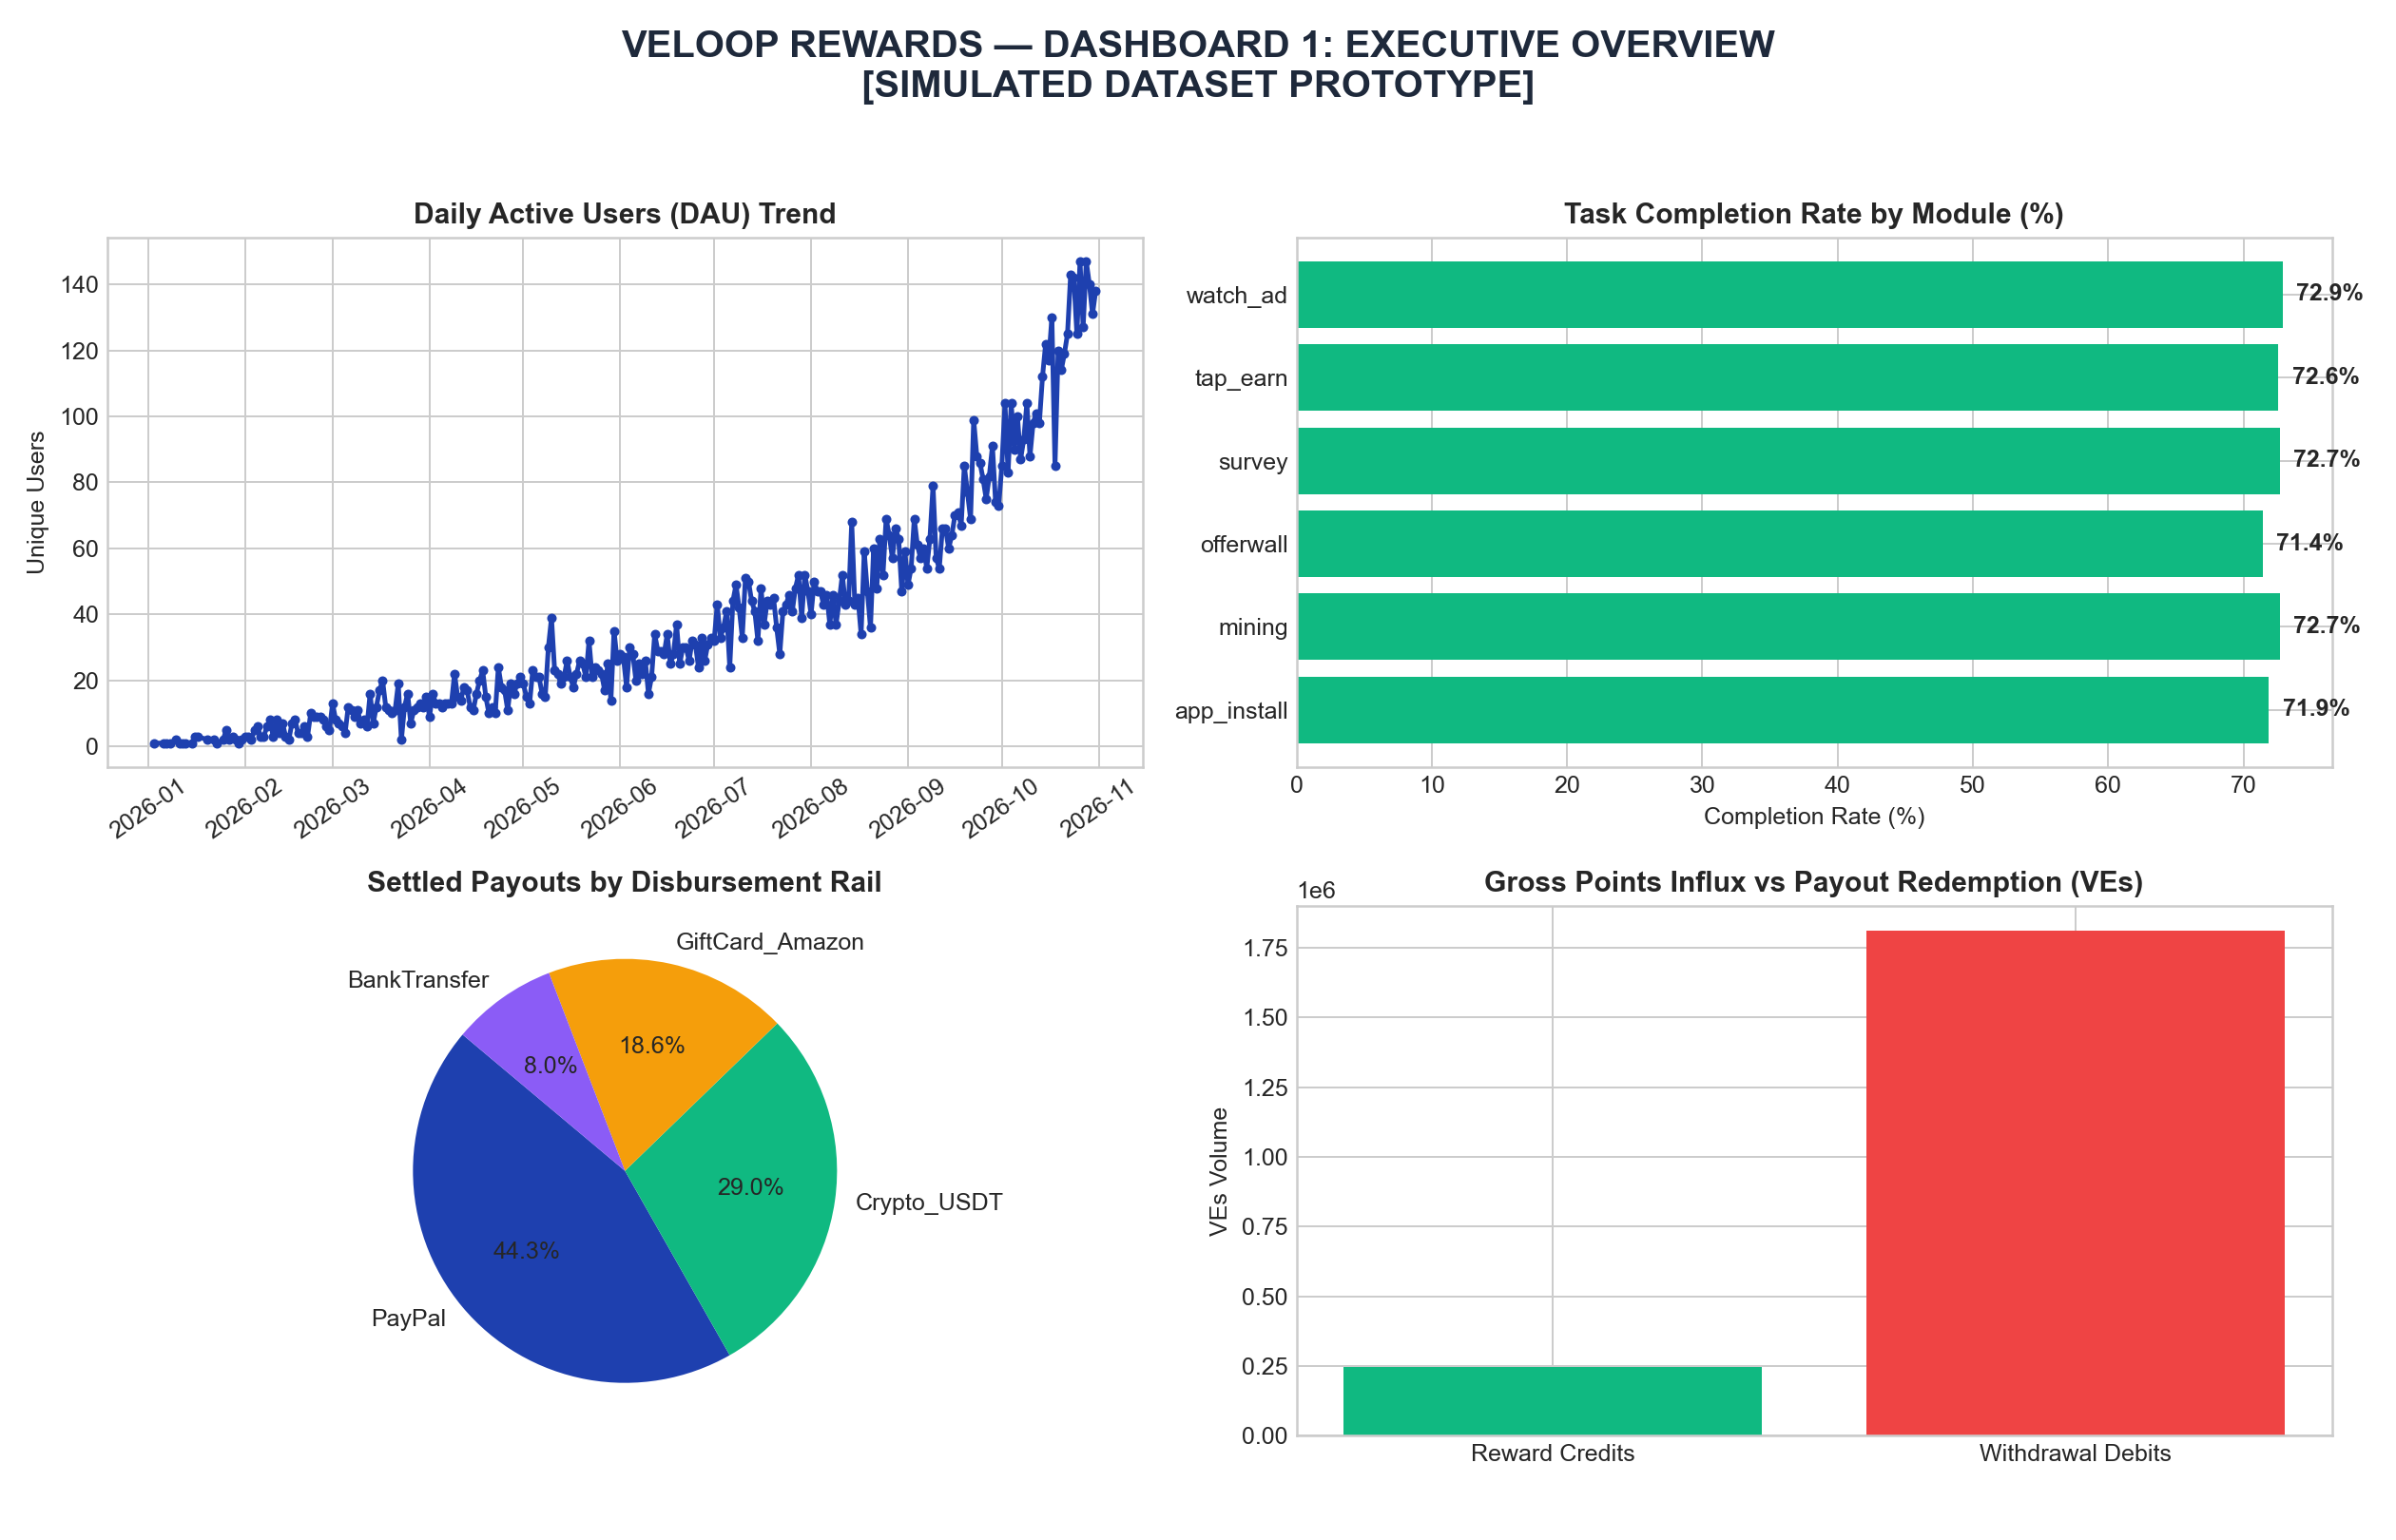 VELOOP REWARDS — DASHBOARD 1: EXECUTIVE OVERVIEW
[SIMULATED DATASET PROTOTYPE]
Daily Active Users (DAU) Trend
Unique Users
140
120
100
80
60
40
20
0
2026-01
2026-02
2026-03
2026-04
2026-05
2026-06
2026-07
2026-08
2026-09
2026-10
2026-11
Task Completion Rate by Module (%)
watch_ad
72.9%
tap_earn
72.6%
survey
72.7%
offerwall
71.4%
mining
72.7%
app_install
71.9%
0
10
20
30
40
50
60
70
Completion Rate (%)
Settled Payouts by Disbursement Rail
GiftCard_Amazon
BankTransfer
18.6%
8.0%
29.0%
Crypto_USDT
44.3%
PayPal
Gross Points Influx vs Payout Redemption (VEs)
1e6
VEs Volume
1.75
1.50
1.25
1.00
0.75
0.50
0.25
0.00
Reward Credits
Withdrawal Debits